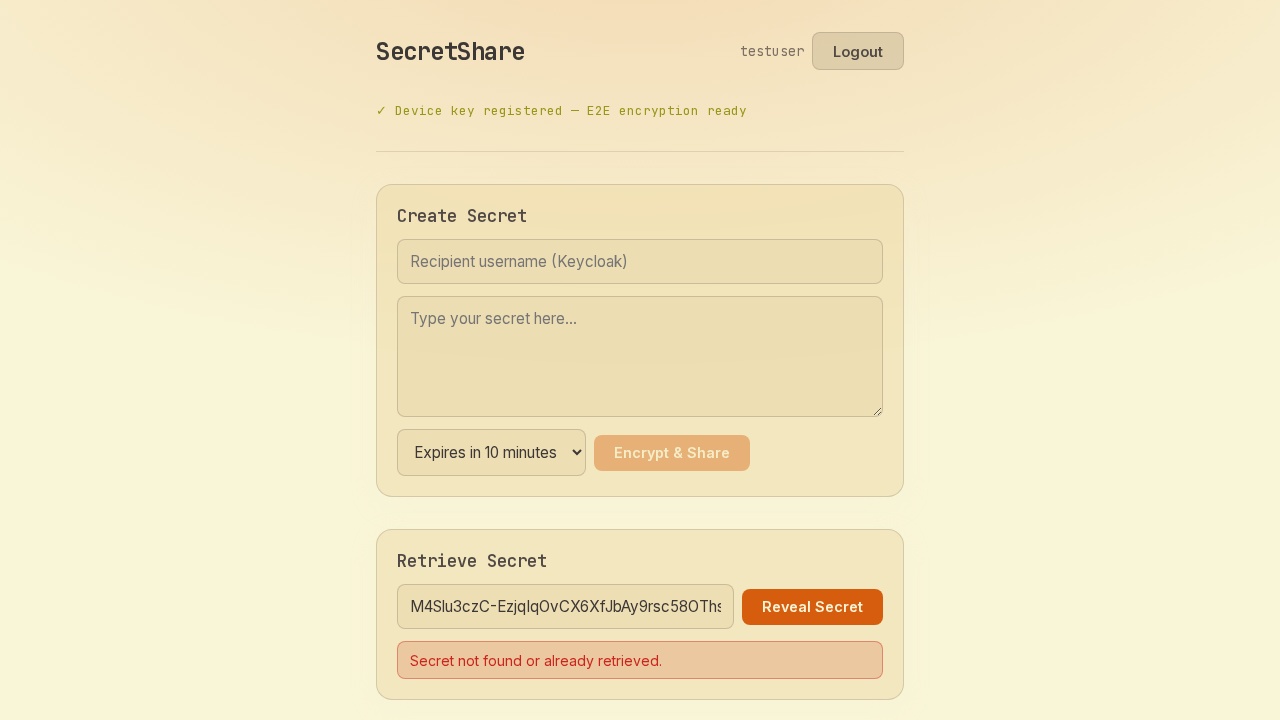 SecretShare
testuser
Logout
✓ Device key registered — E2E encryption ready
Create Secret
Recipient username (Keycloak)
Type your secret here...
Expires in 10 minutes
Encrypt & Share
Retrieve Secret
M4Slu3czC-EzjqlqOvCX6XfJbAy9rsc58OThs
Reveal Secret
Secret not found or already retrieved.